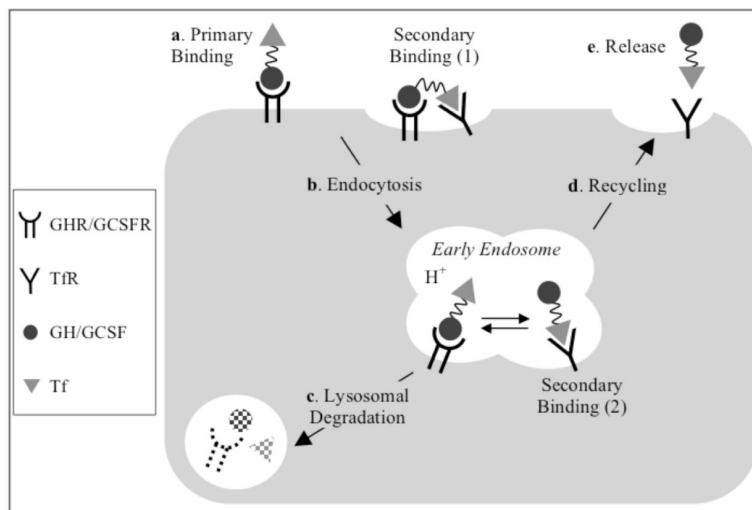 a. Primary
Binding
Secondary
Binding (1)
e. Release
b. Endocytosis
d. Recycling
GHR/GCSFR
TfR
GH/GCSF
Tf
Early Endosome
H⁺
c. Lysosomal
Degradation
Secondary
Binding (2)